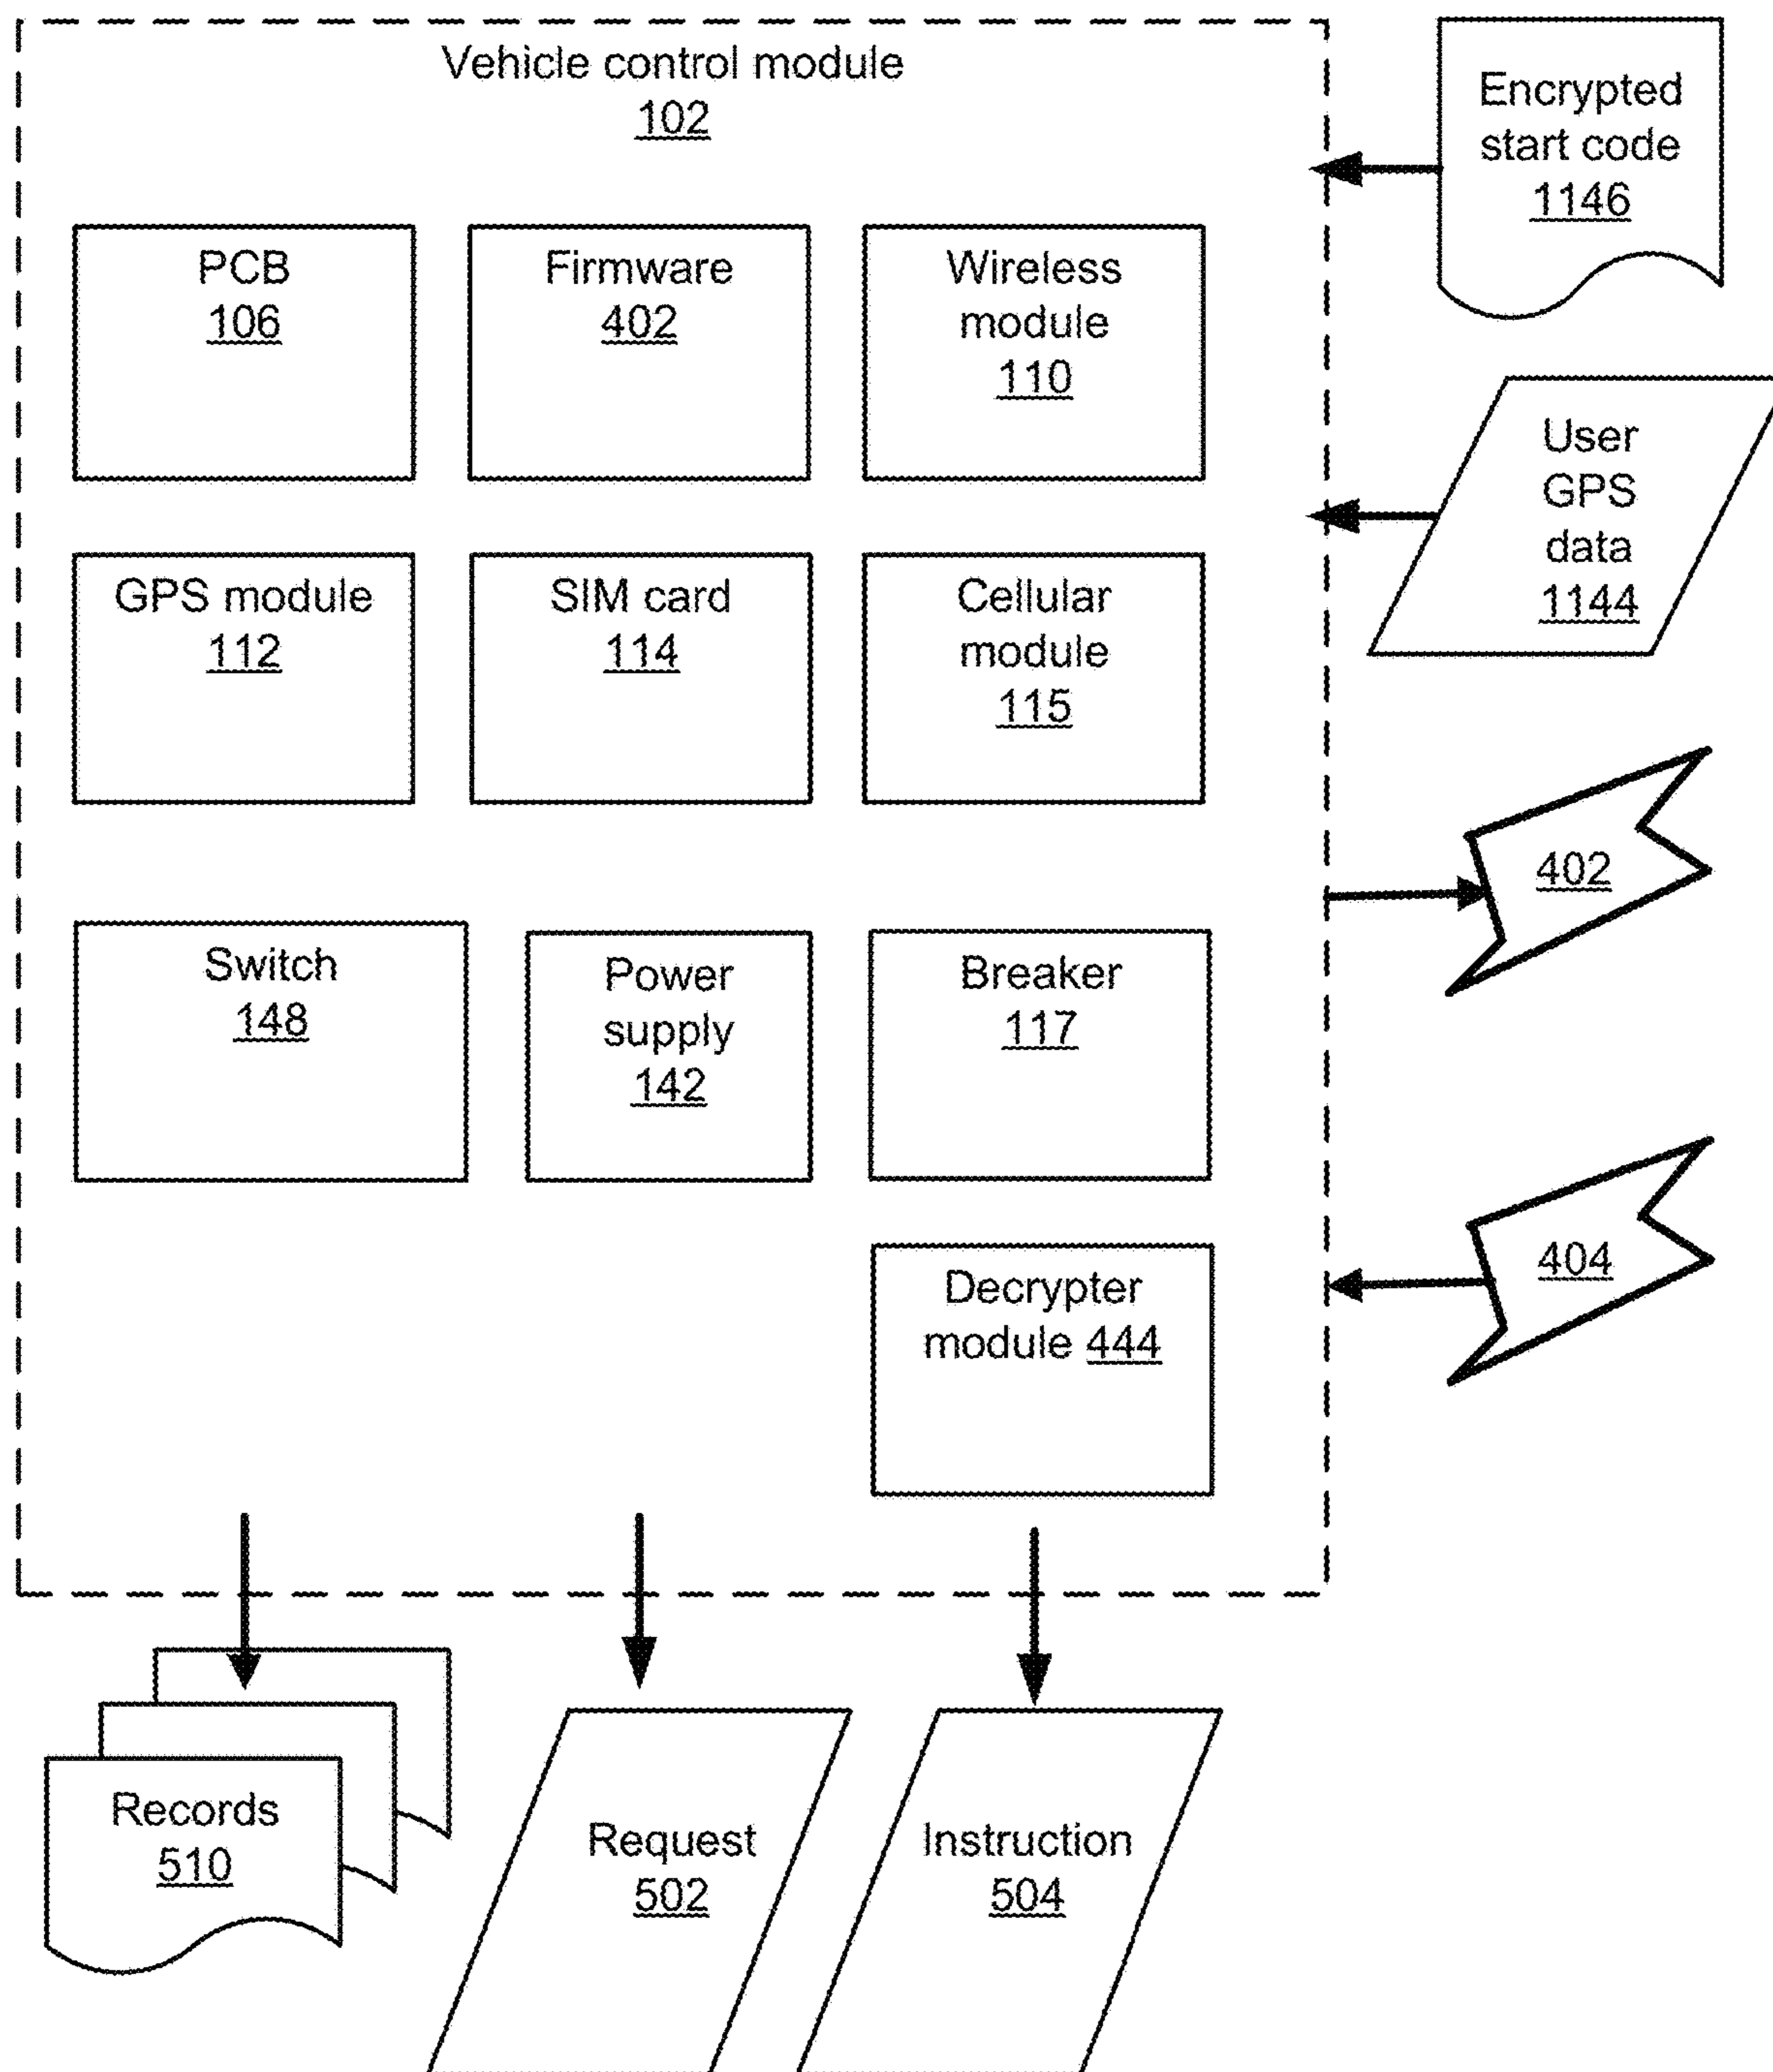 Vehicle control module
102
Encrypted
start code
1146
PCB
106
Firmware
402
Wireless
module
110
User
GPS
data
1144
GPS module
112
SIM card
114
Cellular
module
115
402
Switch
148
Power
supply
142
Breaker
117
404
Decrypter
module 444
Records
510
Request
502
Instruction
504